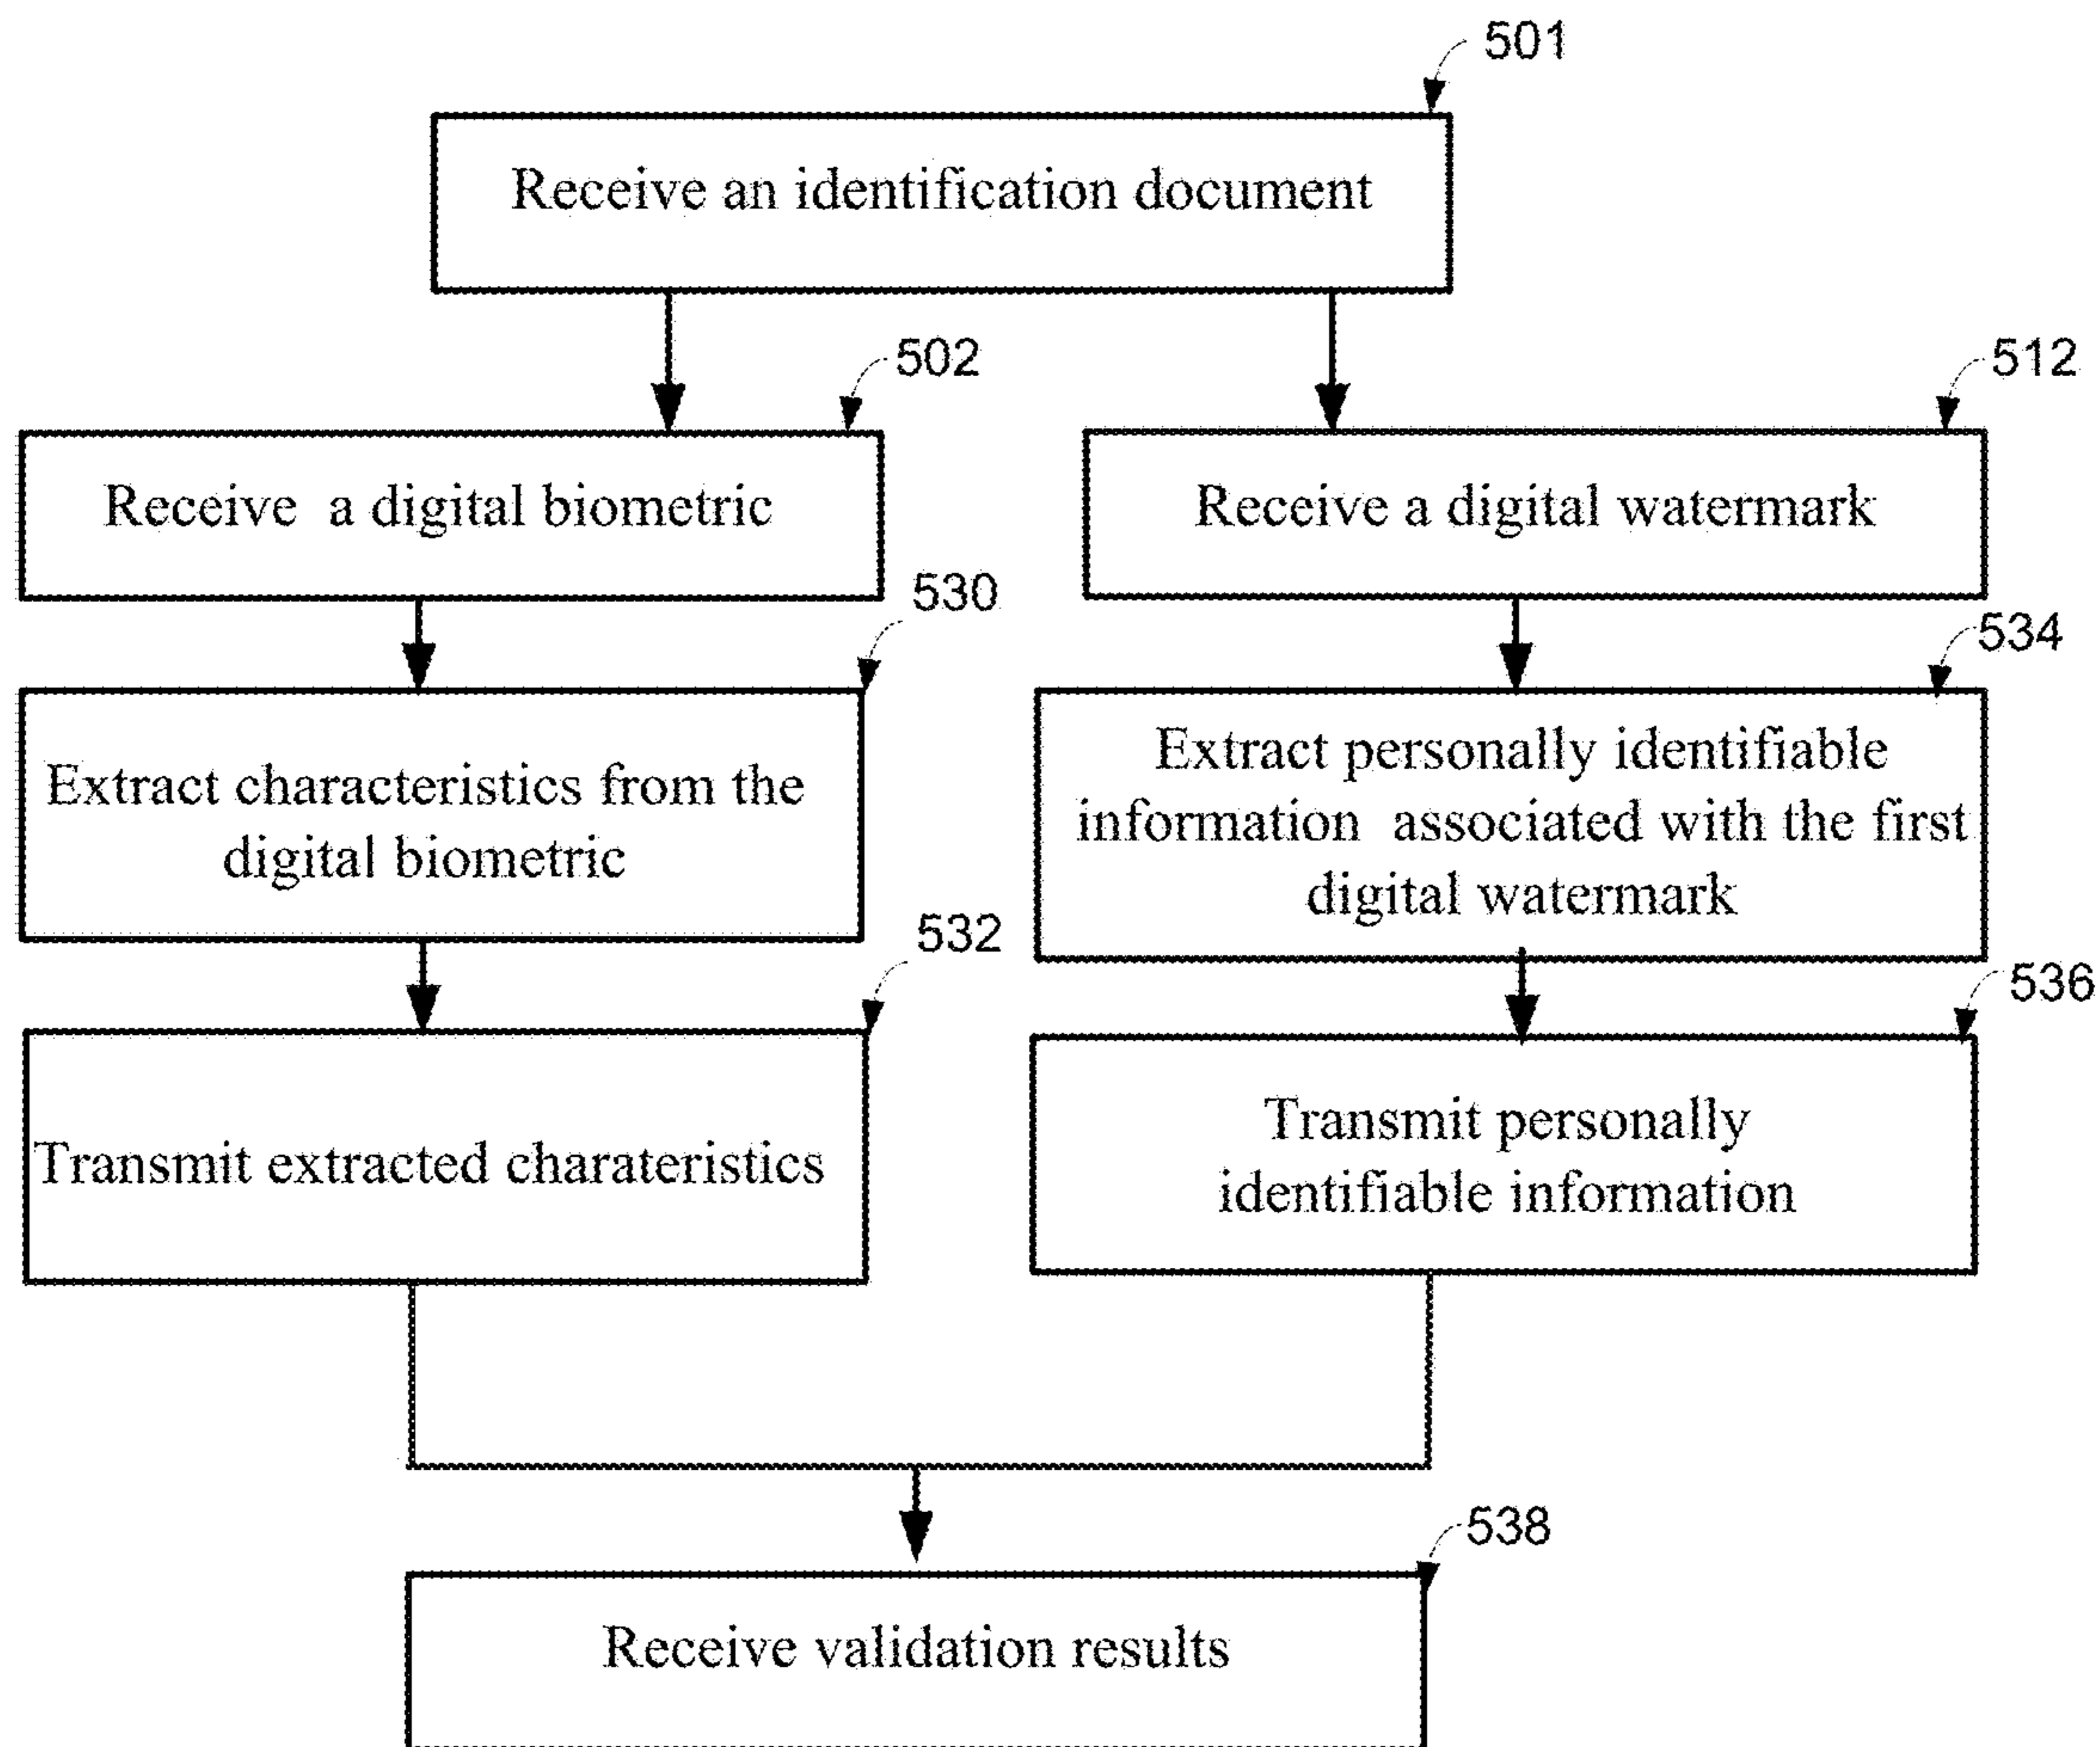 501
Receive an identification document
502
512
Receive a digital biometric
Receive a digital watermark
530
534
Extract characteristics from the
digital biometric
Extract personally identifiable
information associated with the first
digital watermark
532
536
Transmit extracted charateristics
Transmit personally
identifiable information
538
Receive validation results